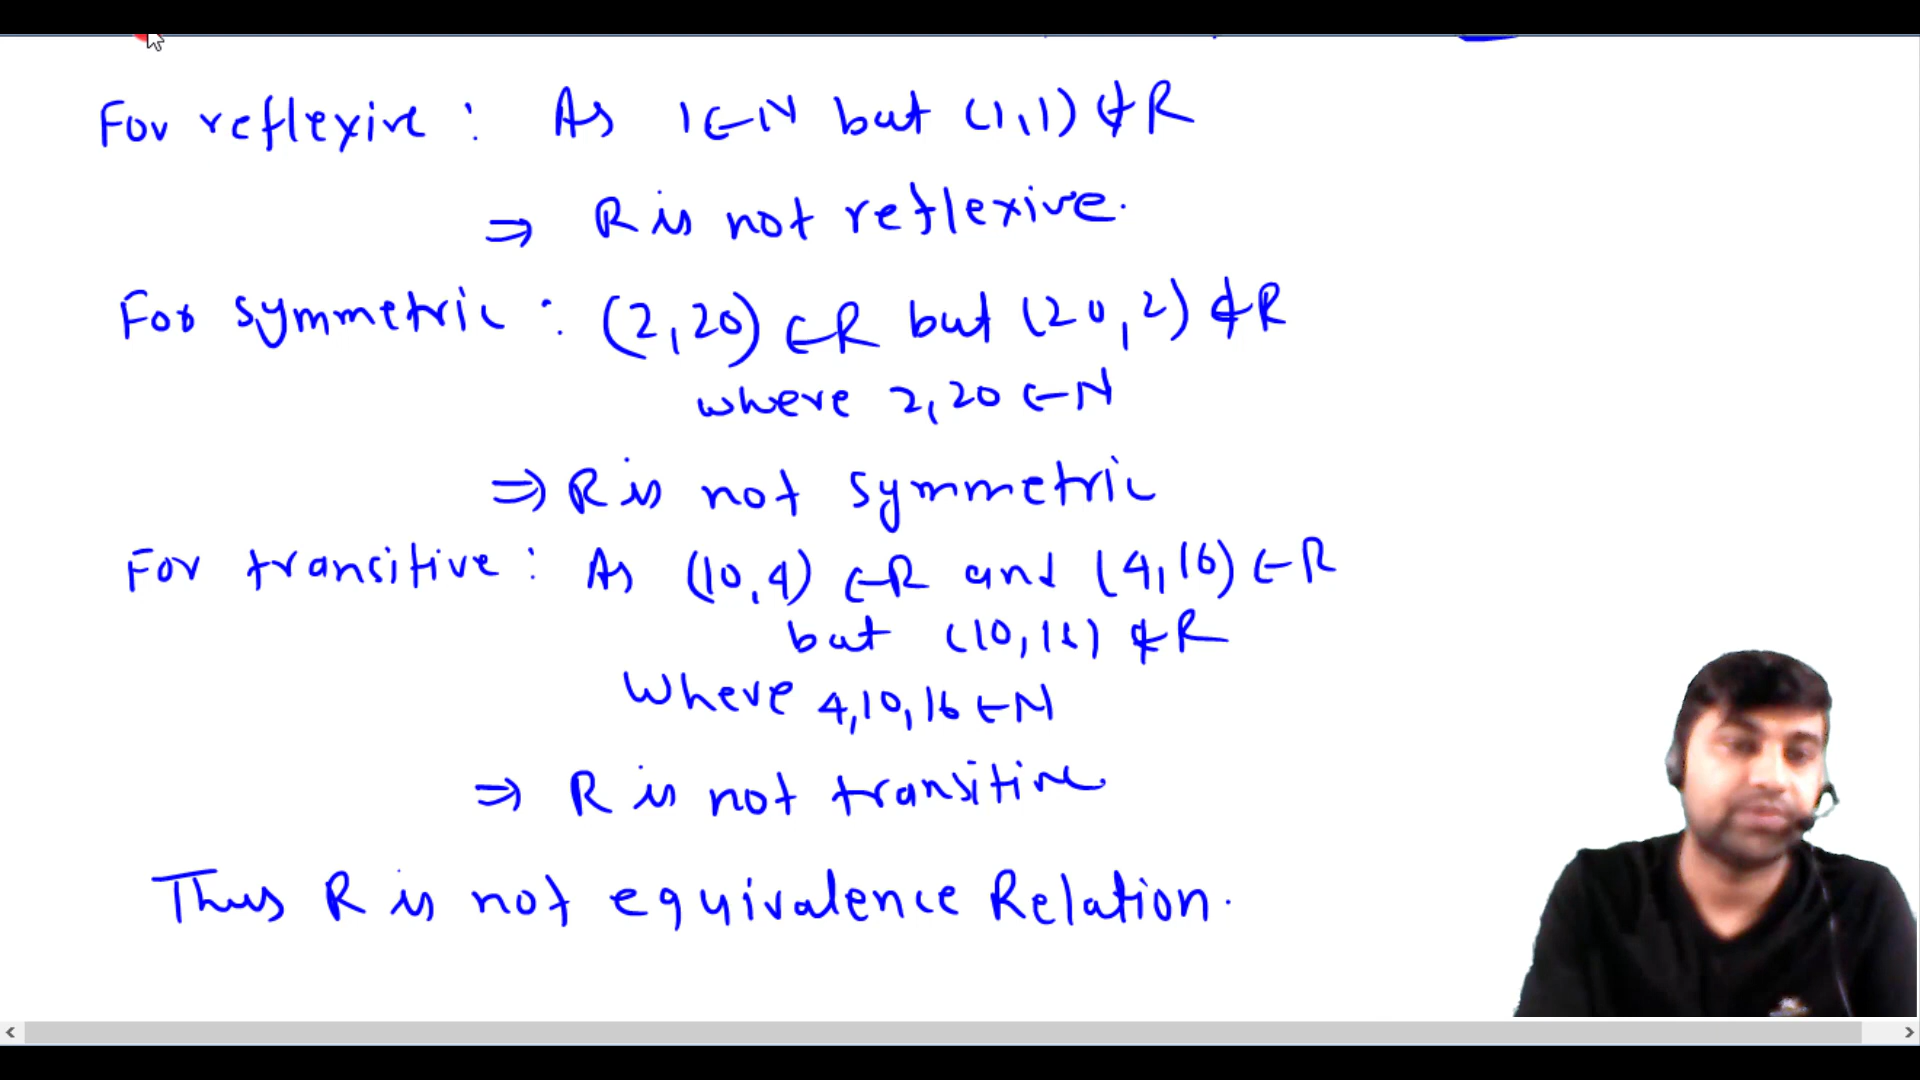 For reflexive : As 1 ∈ N but (1,1) ∉ R
⇒ R is not reflexive.
For symmetric : (2,20) ∈ R but (20,2) ∉ R
where 2,20 ∈ N
⇒ R is not symmetric
For transitive : As (10,4) ∈ R and (4,16) ∈ R
but (10,16) ∉ R
Where 4,10,16 ∈ N
⇒ R is not transitive
Thus R is not equivalence Relation.